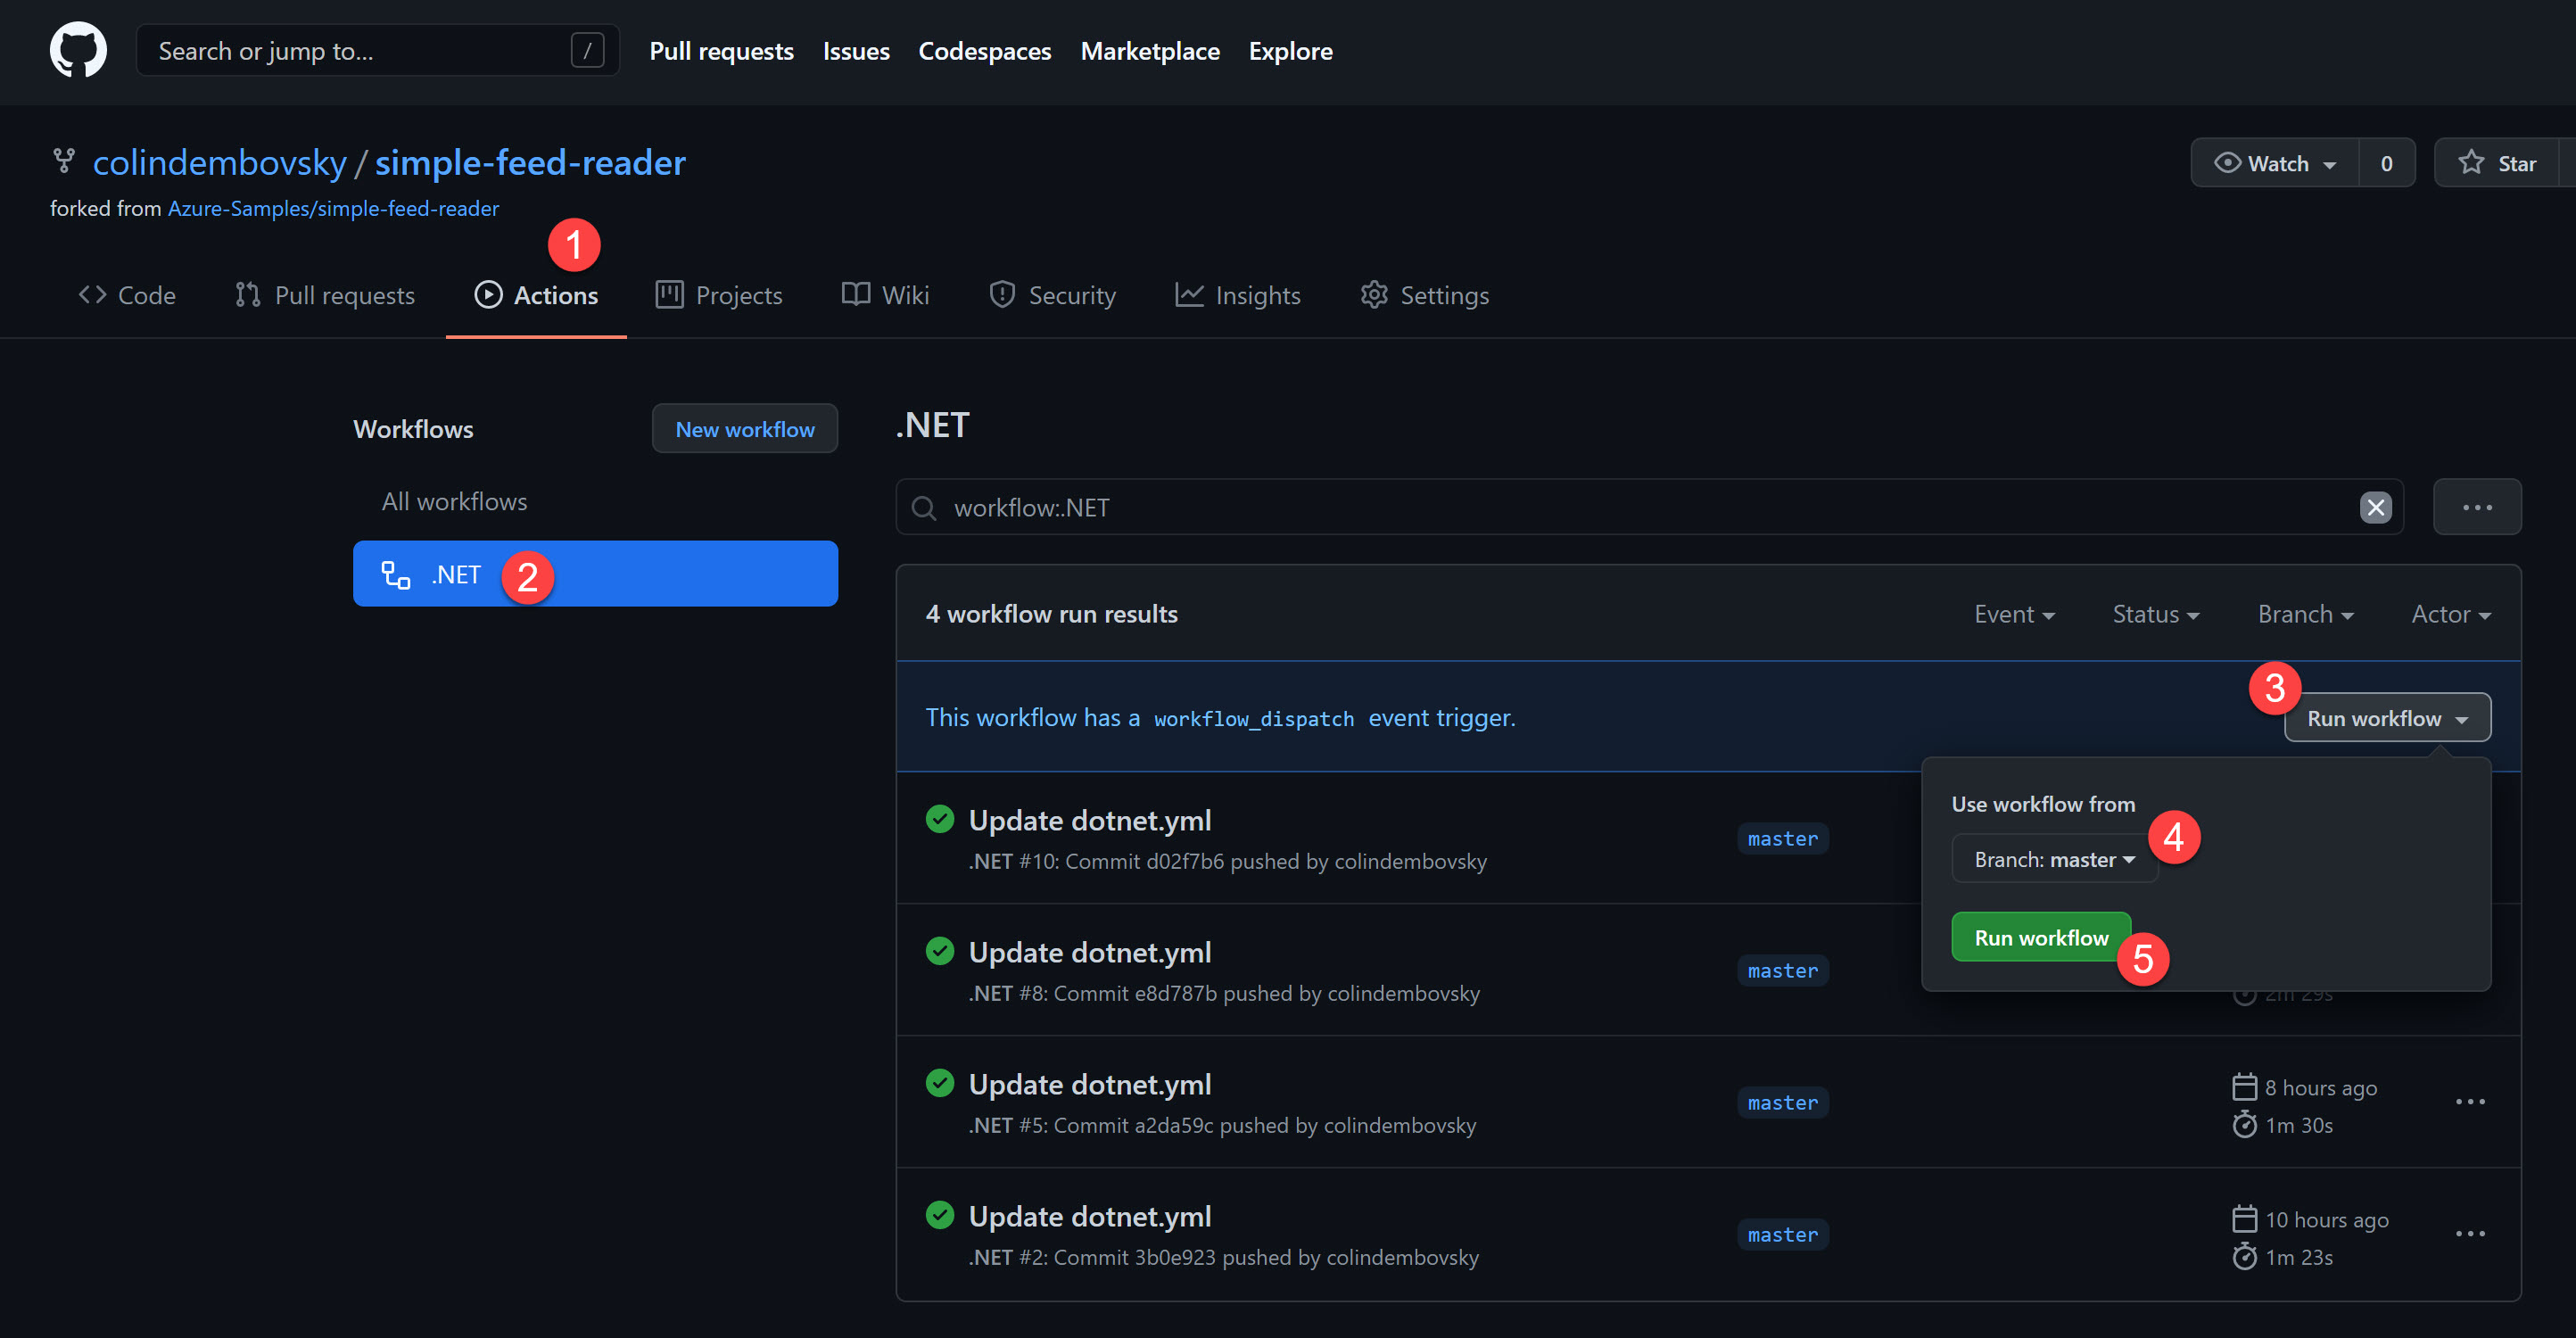 Search or jump to... / Pull requests Issues Codespaces Marketplace Explore
colindembovsky / simple-feed-reader Watch 0 Star
forked from Azure-Samples/simple-feed-reader
1
Code Pull requests Actions Projects Wiki Security Insights Settings
Workflows New workflow
All workflows
.NET 2
.NET
workflow:.NET
4 workflow run results Event Status Branch Actor
This workflow has a workflow_dispatch event trigger. 3 Run workflow
Use workflow from
Branch: master 4
Run workflow 5
Update dotnet.yml
.NET #10: Commit d02f7b6 pushed by colindembovsky
master
Update dotnet.yml
.NET #8: Commit e8d787b pushed by colindembovsky
master
2m 29s
Update dotnet.yml
.NET #5: Commit a2da59c pushed by colindembovsky
master
8 hours ago
1m 30s
Update dotnet.yml
.NET #2: Commit 3b0e923 pushed by colindembovsky
master
10 hours ago
1m 23s